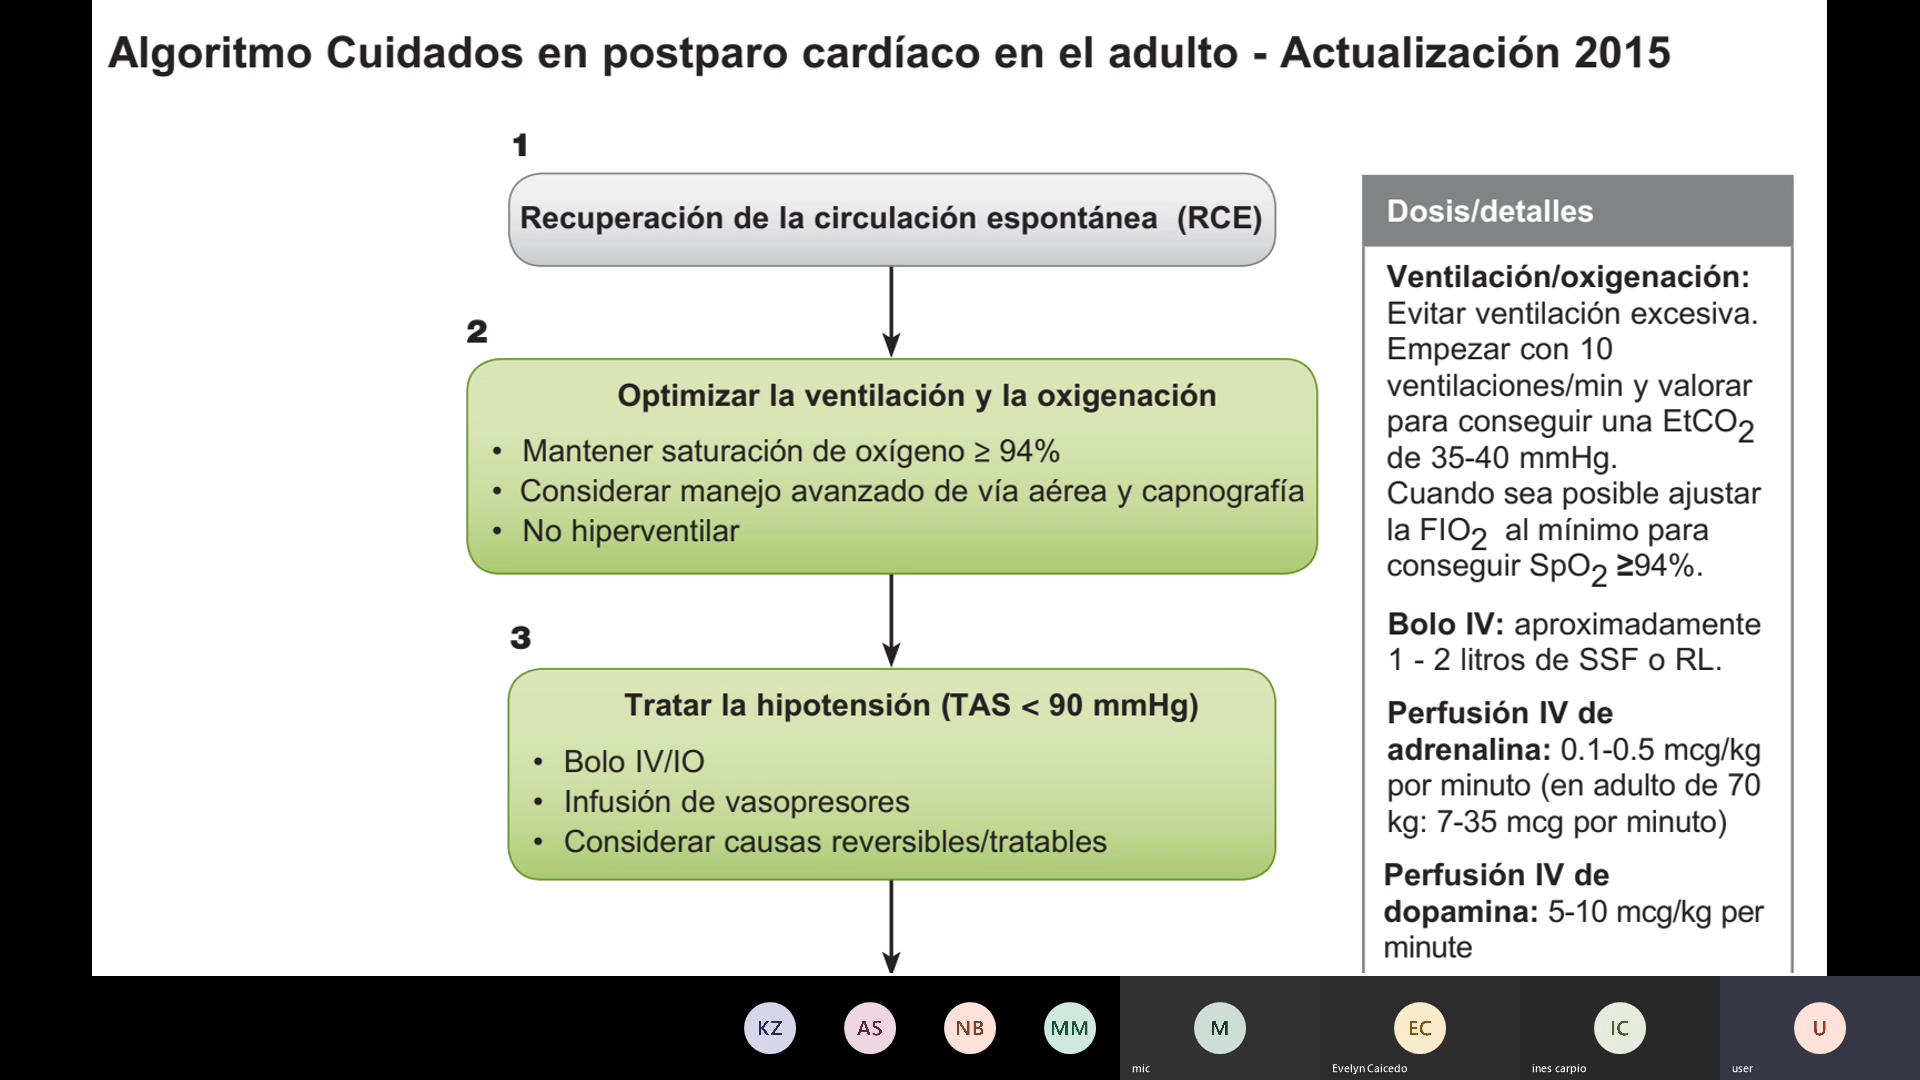 Algoritmo Cuidados en postparo cardíaco en el adulto - Actualización 2015
1
Recuperación de la circulación espontánea (RCE)
2
Optimizar la ventilación y la oxigenación
• Mantener saturación de oxígeno ≥ 94%
• Considerar manejo avanzado de vía aérea y capnografía
• No hiperventilar
3
Tratar la hipotensión (TAS < 90 mmHg)
• Bolo IV/IO
• Infusión de vasopresores
• Considerar causas reversibles/tratables
Dosis/detalles
Ventilación/oxigenación:
Evitar ventilación excesiva.
Empezar con 10
ventilaciones/min y valorar
para conseguir una EtCO2
de 35-40 mmHg.
Cuando sea posible ajustar
la FIO2 al mínimo para
conseguir SpO2 ≥94%.
Bolo IV: aproximadamente
1 - 2 litros de SSF o RL.
Perfusión IV de
adrenalina: 0.1-0.5 mcg/kg
por minuto (en adulto de 70
kg: 7-35 mcg por minuto)
Perfusión IV de
dopamina: 5-10 mcg/kg per
minute
KZ
AS
NB
MM
M
EC
IC
U
mic
Evelyn Caicedo
ines carpio
user